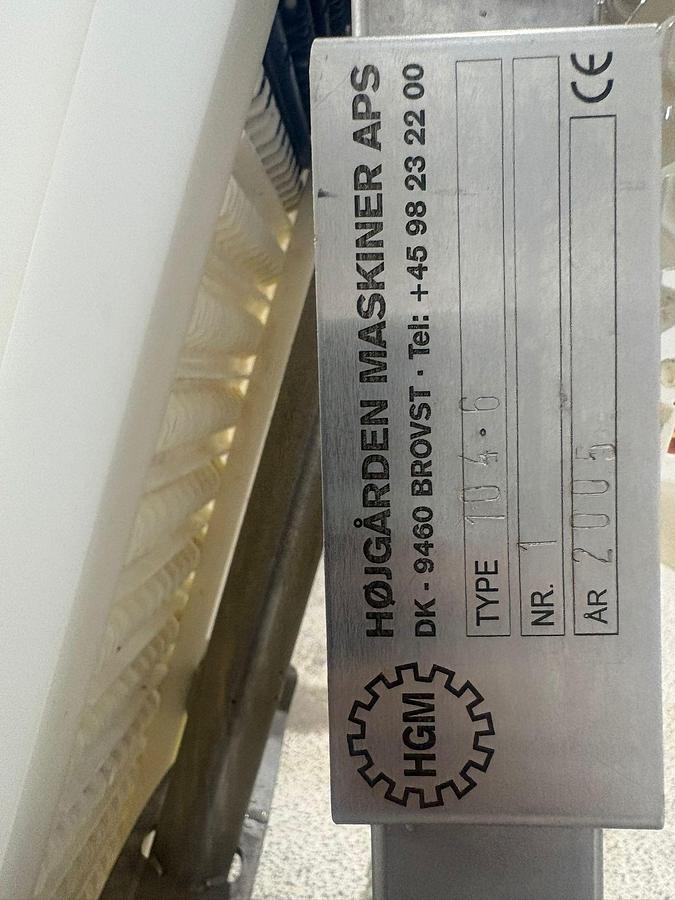 HØJGÅRDEN MASKINER APS
DK - 9460 BROVST · Tel: +45 98 23 22 00
HGM
TYPE 104.6
NR. 1
ÅR 2005
CE